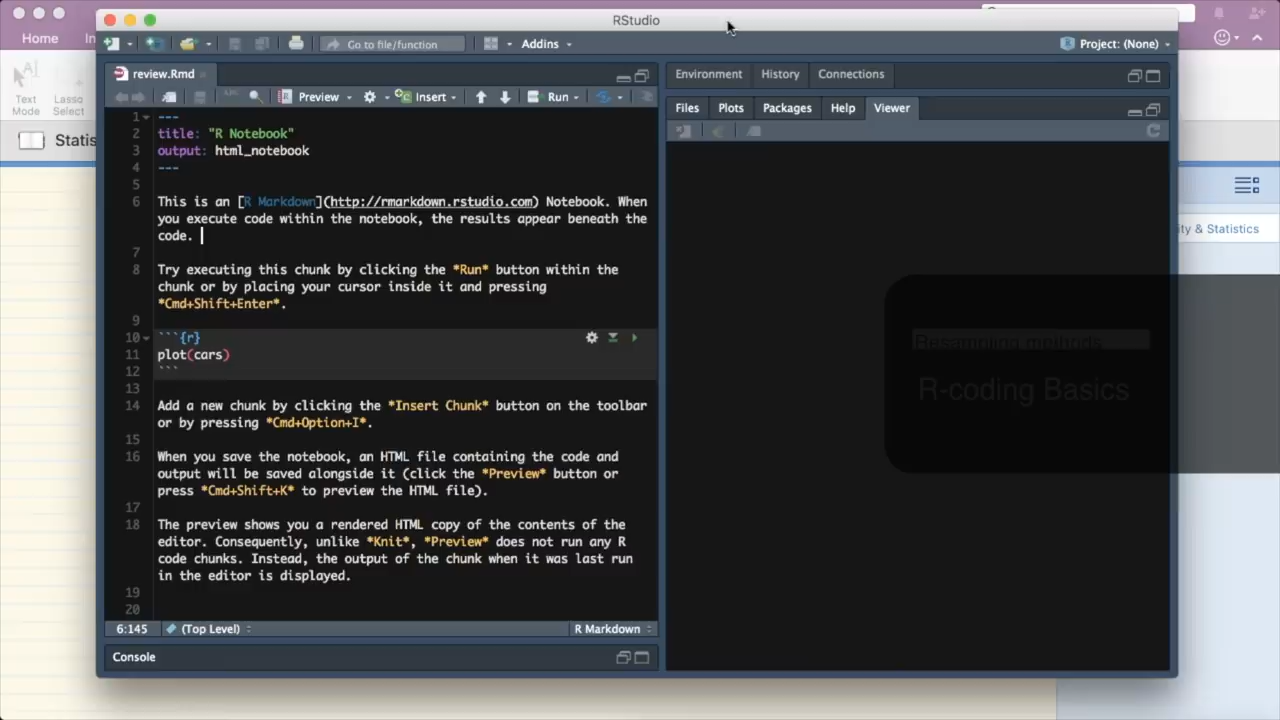 RStudio
Home
In
Go to file/function
Addins
Project: (None)
Text
Mode
Lasso
Select
Statis
review.Rmd
Preview
Insert
Run
Environment
History
Connections
Files
Plots
Packages
Help
Viewer
ity & Statistics
1 ---
2 title: "R Notebook"
3 output: html_notebook
4 ---
5
6 This is an [R Markdown](http://rmarkdown.rstudio.com) Notebook. When
you execute code within the notebook, the results appear beneath the
code.
7
8 Try executing this chunk by clicking the *Run* button within the
chunk or by placing your cursor inside it and pressing
*Cmd+Shift+Enter*.
9
10 ```{r}
11 plot(cars)
12 ```
13
14 Add a new chunk by clicking the *Insert Chunk* button on the toolbar
or by pressing *Cmd+Option+I*.
15
16 When you save the notebook, an HTML file containing the code and
output will be saved alongside it (click the *Preview* button or
press *Cmd+Shift+K* to preview the HTML file).
17
18 The preview shows you a rendered HTML copy of the contents of the
editor. Consequently, unlike *Knit*, *Preview* does not run any R
code chunks. Instead, the output of the chunk when it was last run
in the editor is displayed.
19
20
6:145
(Top Level)
R Markdown
Console
Resampling methods
R-coding Basics